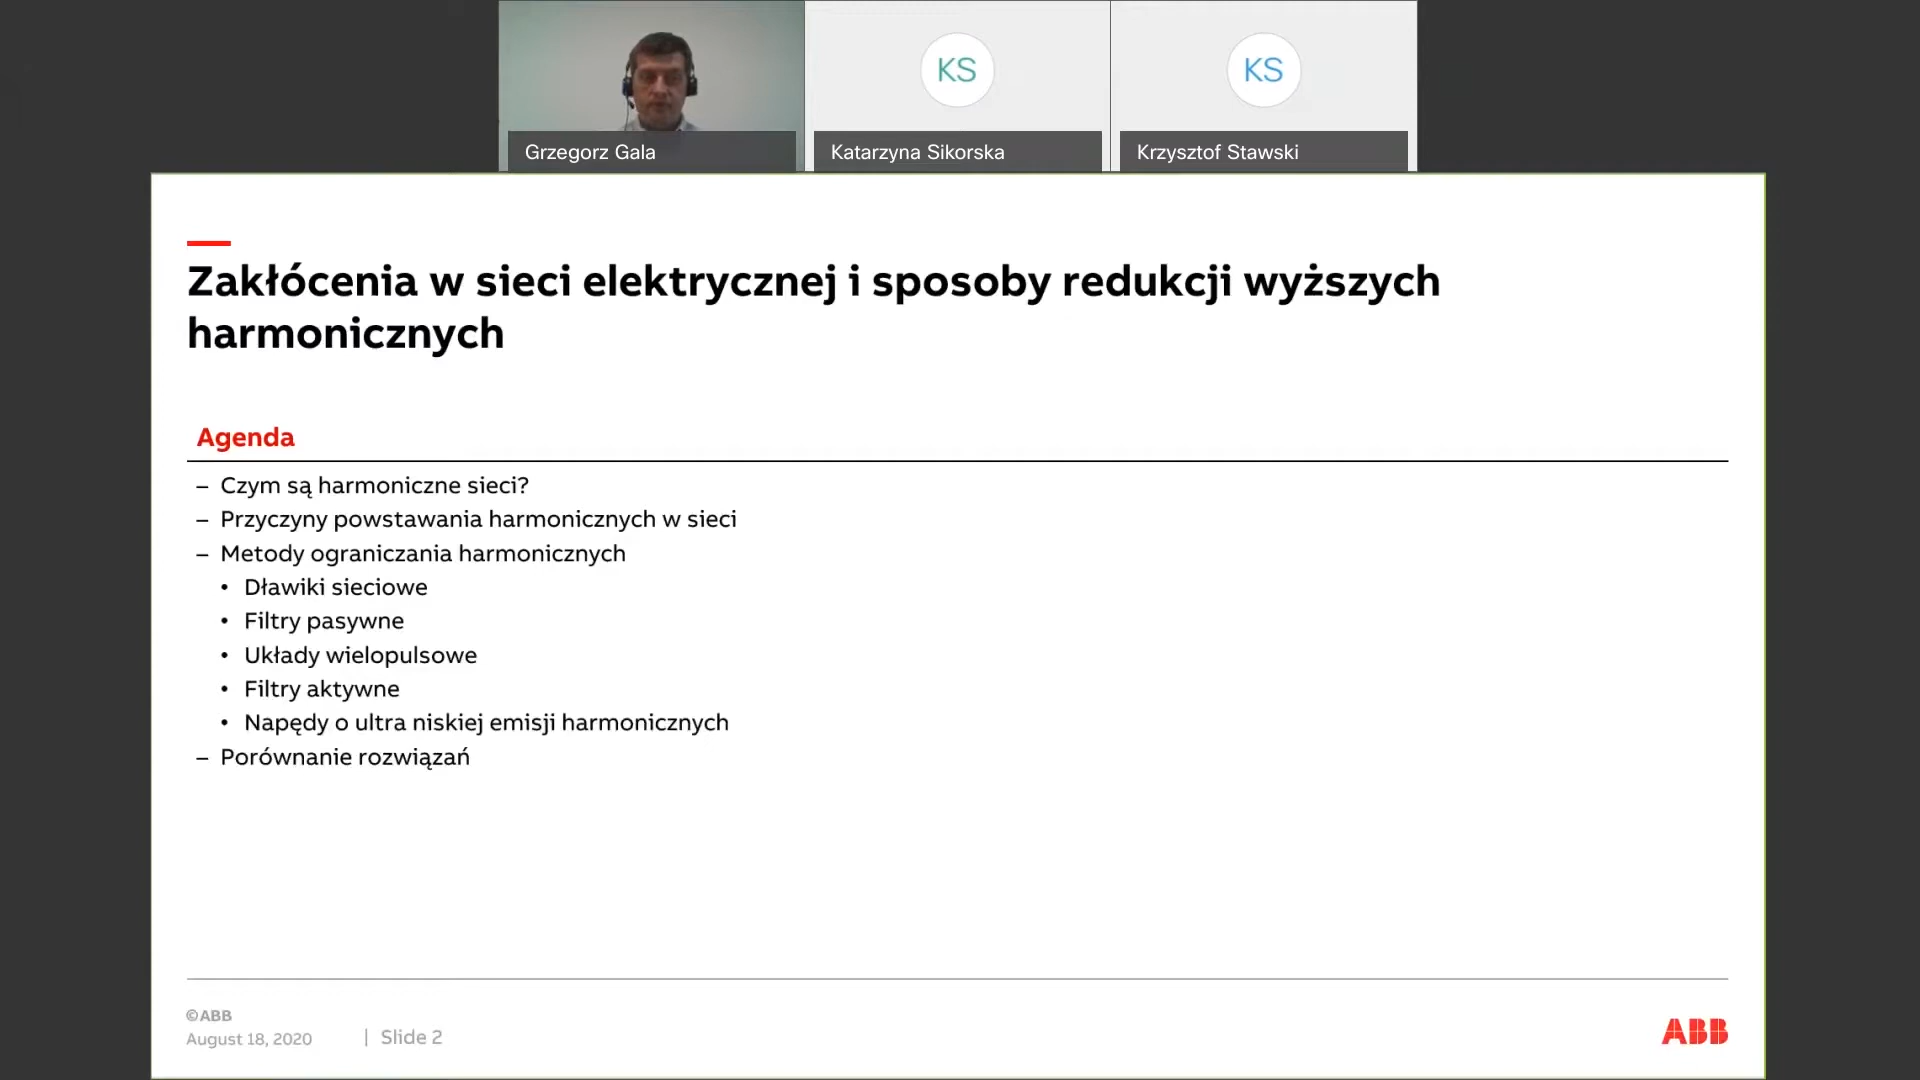 KS
KS
Grzegorz Gala
Katarzyna Sikorska
Krzysztof Stawski
Zakłócenia w sieci elektrycznej i sposoby redukcji wyższych
harmonicznych
Agenda
– Czym są harmoniczne sieci?
– Przyczyny powstawania harmonicznych w sieci
– Metody ograniczania harmonicznych
• Dławiki sieciowe
• Filtry pasywne
• Układy wielopulsowe
• Filtry aktywne
• Napędy o ultra niskiej emisji harmonicznych
– Porównanie rozwiązań
©ABB
August 18, 2020 | Slide 2
ABB